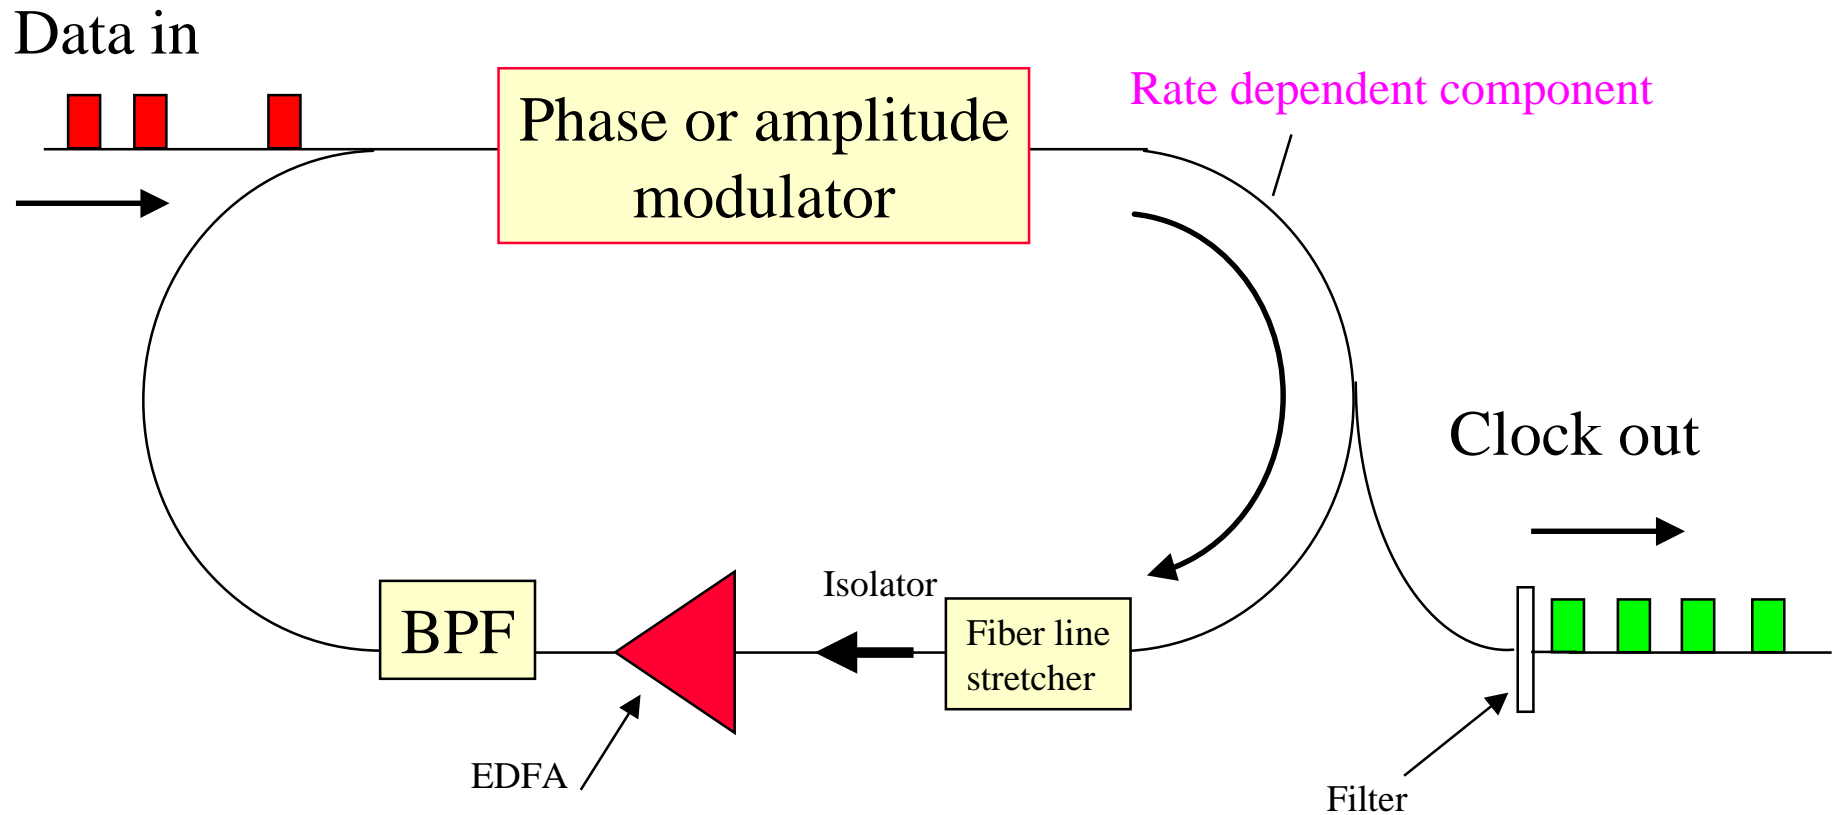 Data in
Rate dependent component
Phase or amplitude
modulator
Clock out
Isolator
BPF
Fiber line
stretcher
EDFA
Filter